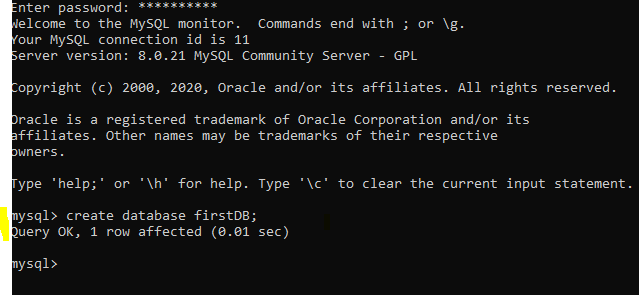 Enter password: **********
Welcome to the MySQL monitor.  Commands end with ; or \g.
Your MySQL connection id is 11
Server version: 8.0.21 MySQL Community Server - GPL
Copyright (c) 2000, 2020, Oracle and/or its affiliates. All rights reserved.
Oracle is a registered trademark of Oracle Corporation and/or its
affiliates. Other names may be trademarks of their respective
owners.
Type 'help;' or '\h' for help. Type '\c' to clear the current input statement.
mysql> create database firstDB;
Query OK, 1 row affected (0.01 sec)
mysql>